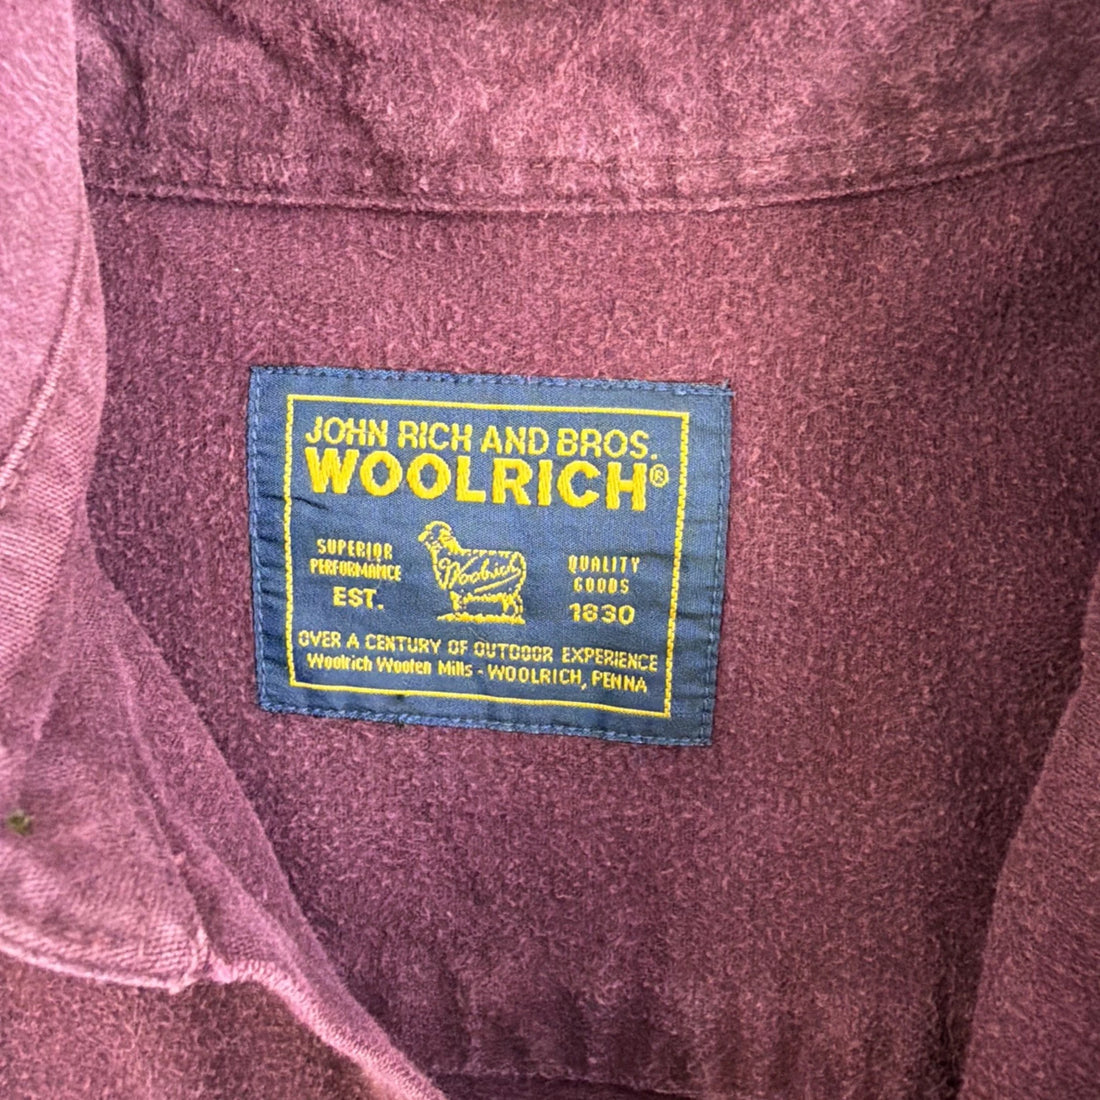 JOHN RICH AND BROS.
WOOLRICH®
SUPERIOR
PERFORMANCE
EST.
Woolrich
QUALITY
GOODS
1830
OVER A CENTURY OF OUTDOOR EXPERIENCE
Woolrich Woolen Mills - WOOLRICH, PENNA